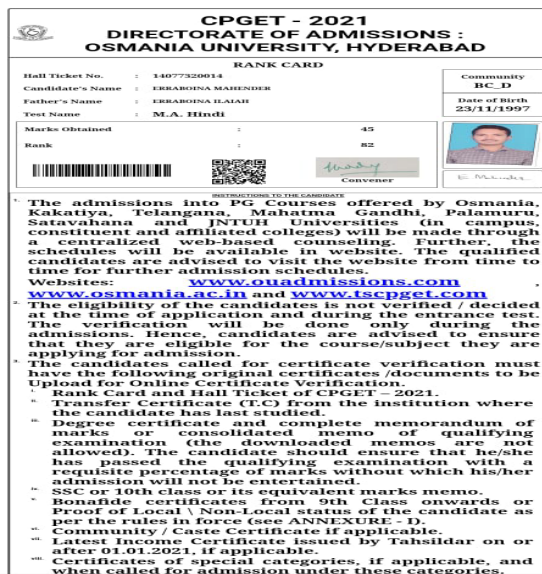 CPGET - 2021
DIRECTORATE OF ADMISSIONS :
OSMANIA UNIVERSITY, HYDERABAD
RANK CARD
Hall Ticket No. : 14077320014
Candidate's Name : ERRABOINA MAHENDER
Father's Name : ERRABOINA ILAIAH
Test Name : M.A. Hindi
Community
BC_D
Date of Birth
23/11/1997
Marks Obtained : 45
Rank : 82
Convener
INSTRUCTIONS TO THE CANDIDATE
1. The admissions into PG Courses offered by Osmania,
Kakatiya, Telangana, Mahatma Gandhi, Palamuru,
Satavahana and JNTUH Universities (in campus,
constituent and affiliated colleges) will be made through
a centralized web-based counseling. Further, the
schedules will be available in website. The qualified
candidates are advised to visit the website from time to
time for further admission schedules.
Websites: www.ouadmissions.com ,
www.osmania.ac.in and www.tscpget.com
2. The eligibility of the candidates is not verified / decided
at the time of application and during the entrance test.
The verification will be done only during the
admissions. Hence, candidates are advised to ensure
that they are eligible for the course/subject they are
applying for admission.
3. The candidates called for certificate verification must
have the following original certificates /documents to be
Upload for Online Certificate Verification.
i. Rank Card and Hall Ticket of CPGET – 2021.
ii. Transfer Certificate (T.C) from the institution where
the candidate has last studied.
iii. Degree certificate and complete memorandum of
marks or consolidated memo of qualifying
examination (the downloaded memos are not
allowed). The candidate should ensure that he/she
has passed the qualifying examination with a
requisite percentage of marks without which his/her
admission will not be entertained.
iv. SSC or 10th class or its equivalent marks memo.
v. Bonafide certificates from 9th Class onwards or
Proof of Local \ Non-Local status of the candidate as
per the rules in force (see ANNEXURE - I).
vi. Community / Caste Certificate if applicable.
vii. Latest Income Certificate issued by Tahsildar on or
after 01.01.2021, if applicable.
viii. Certificates of special categories, if applicable, and
when called for admission under these categories.